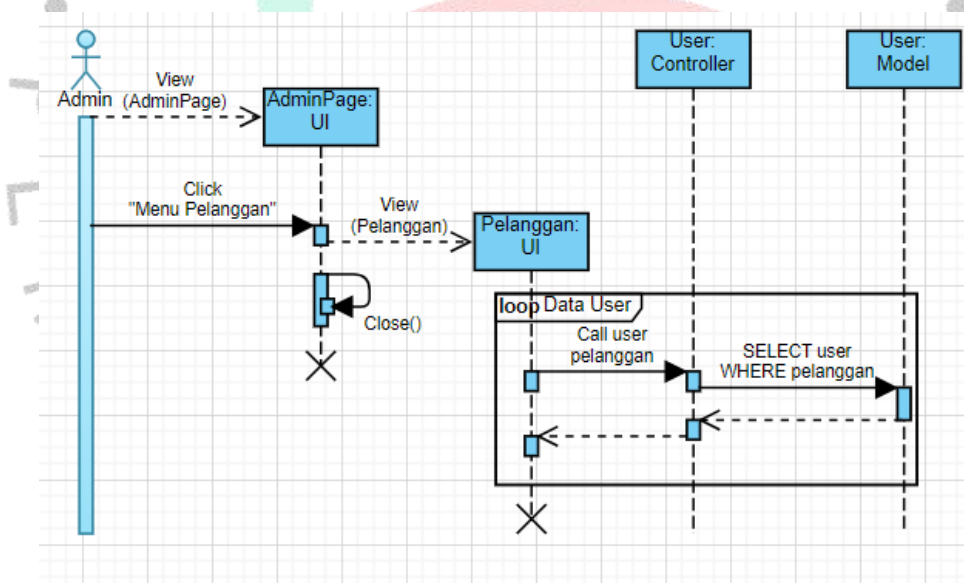 User:
Controller
User:
Model
Admin
View
(AdminPage)
AdminPage:
UI
Click
"Menu Pelanggan"
View
(Pelanggan)
Pelanggan:
UI
Close()
loop Data User
Call user
pelanggan
SELECT user
WHERE pelanggan